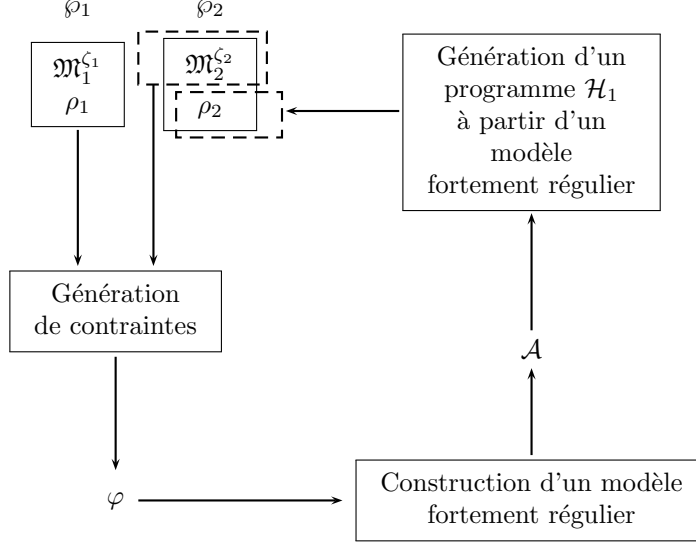 ℘₁ ℘₂
𝔐₁^ζ₁ 𝔐₂^ζ₂
ρ₁ ρ₂
Génération d'un
programme ℋ₁
à partir d'un
modèle
fortement régulier
Génération
de contraintes
𝒜
φ
Construction d'un modèle
fortement régulier